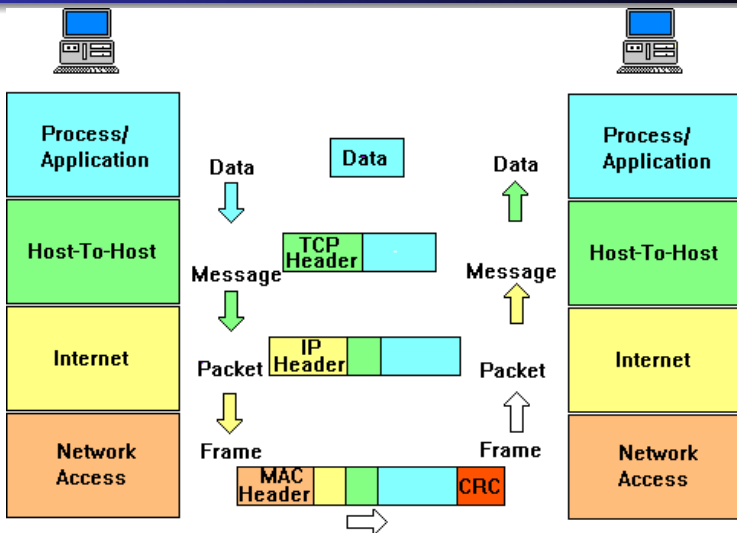 Process/
Application
Host-To-Host
Internet
Network
Access
Data
Message
Packet
Frame
Data
TCP
Header
IP
Header
MAC
Header
CRC
Data
Message
Packet
Frame
Process/
Application
Host-To-Host
Internet
Network
Access